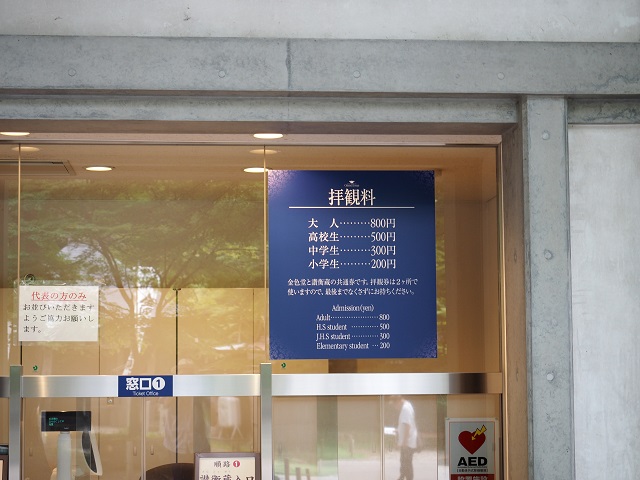 拝観料
大　人………800円
高校生………500円
中学生………300円
小学生………200円
金色堂と讃衡蔵の共通券です。拝観券は2ヶ所で
使いますので、最後までなくさずにお持ちください。
Admission(yen)
Adult……………………800
H.S student …………500
J.H.S student…………300
Elementary student …200
代表の方のみ
お並びいただきます
ようご協力お願いし
ます。
窓口1
Ticket Office
順路1
讃衡蔵入口
AED